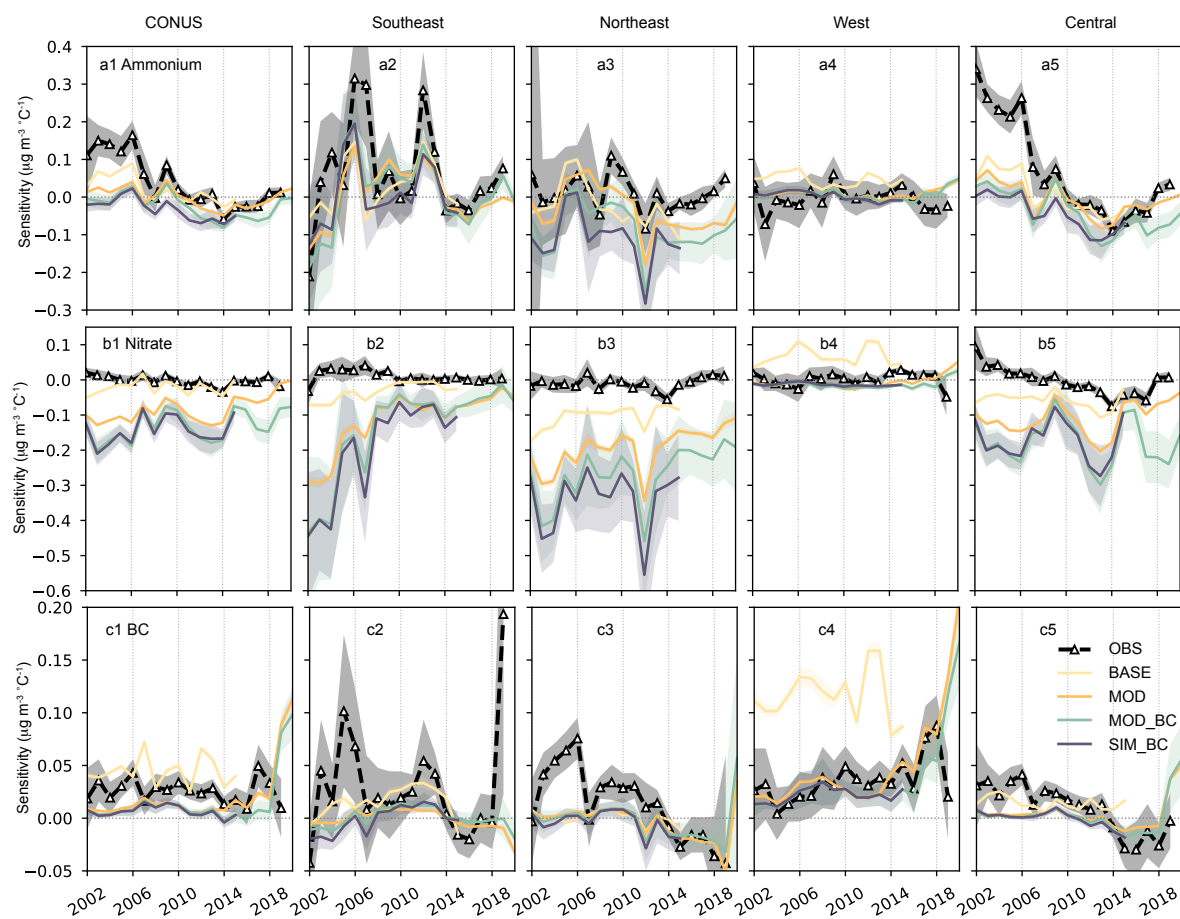 CONUS Southeast Northeast West Central
a1 Ammonium a2 a3 a4 a5
Sensitivity (μg m⁻³ °C⁻¹)
0.4
0.3
0.2
0.1
0.0
−0.1
−0.2
−0.3
b1 Nitrate b2 b3 b4 b5
Sensitivity (μg m⁻³ °C⁻¹)
0.1
0.0
−0.1
−0.2
−0.3
−0.4
−0.5
−0.6
c1 BC c2 c3 c4 c5
Sensitivity (μg m⁻³ °C⁻¹)
0.20
0.15
0.10
0.05
0.00
−0.05
OBS
BASE
MOD
MOD_BC
SIM_BC
2002 2006 2010 2014 2018 2002 2006 2010 2014 2018 2002 2006 2010 2014 2018 2002 2006 2010 2014 2018 2002 2006 2010 2014 2018